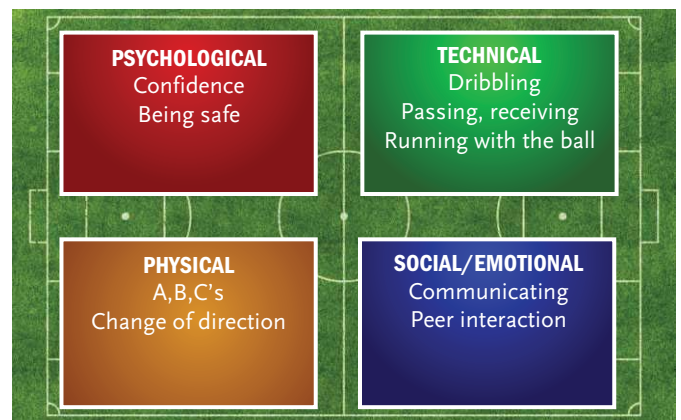 PSYCHOLOGICAL
Confidence
Being safe
TECHNICAL
Dribbling
Passing, receiving
Running with the ball
PHYSICAL
A,B,C's
Change of direction
SOCIAL/EMOTIONAL
Communicating
Peer interaction